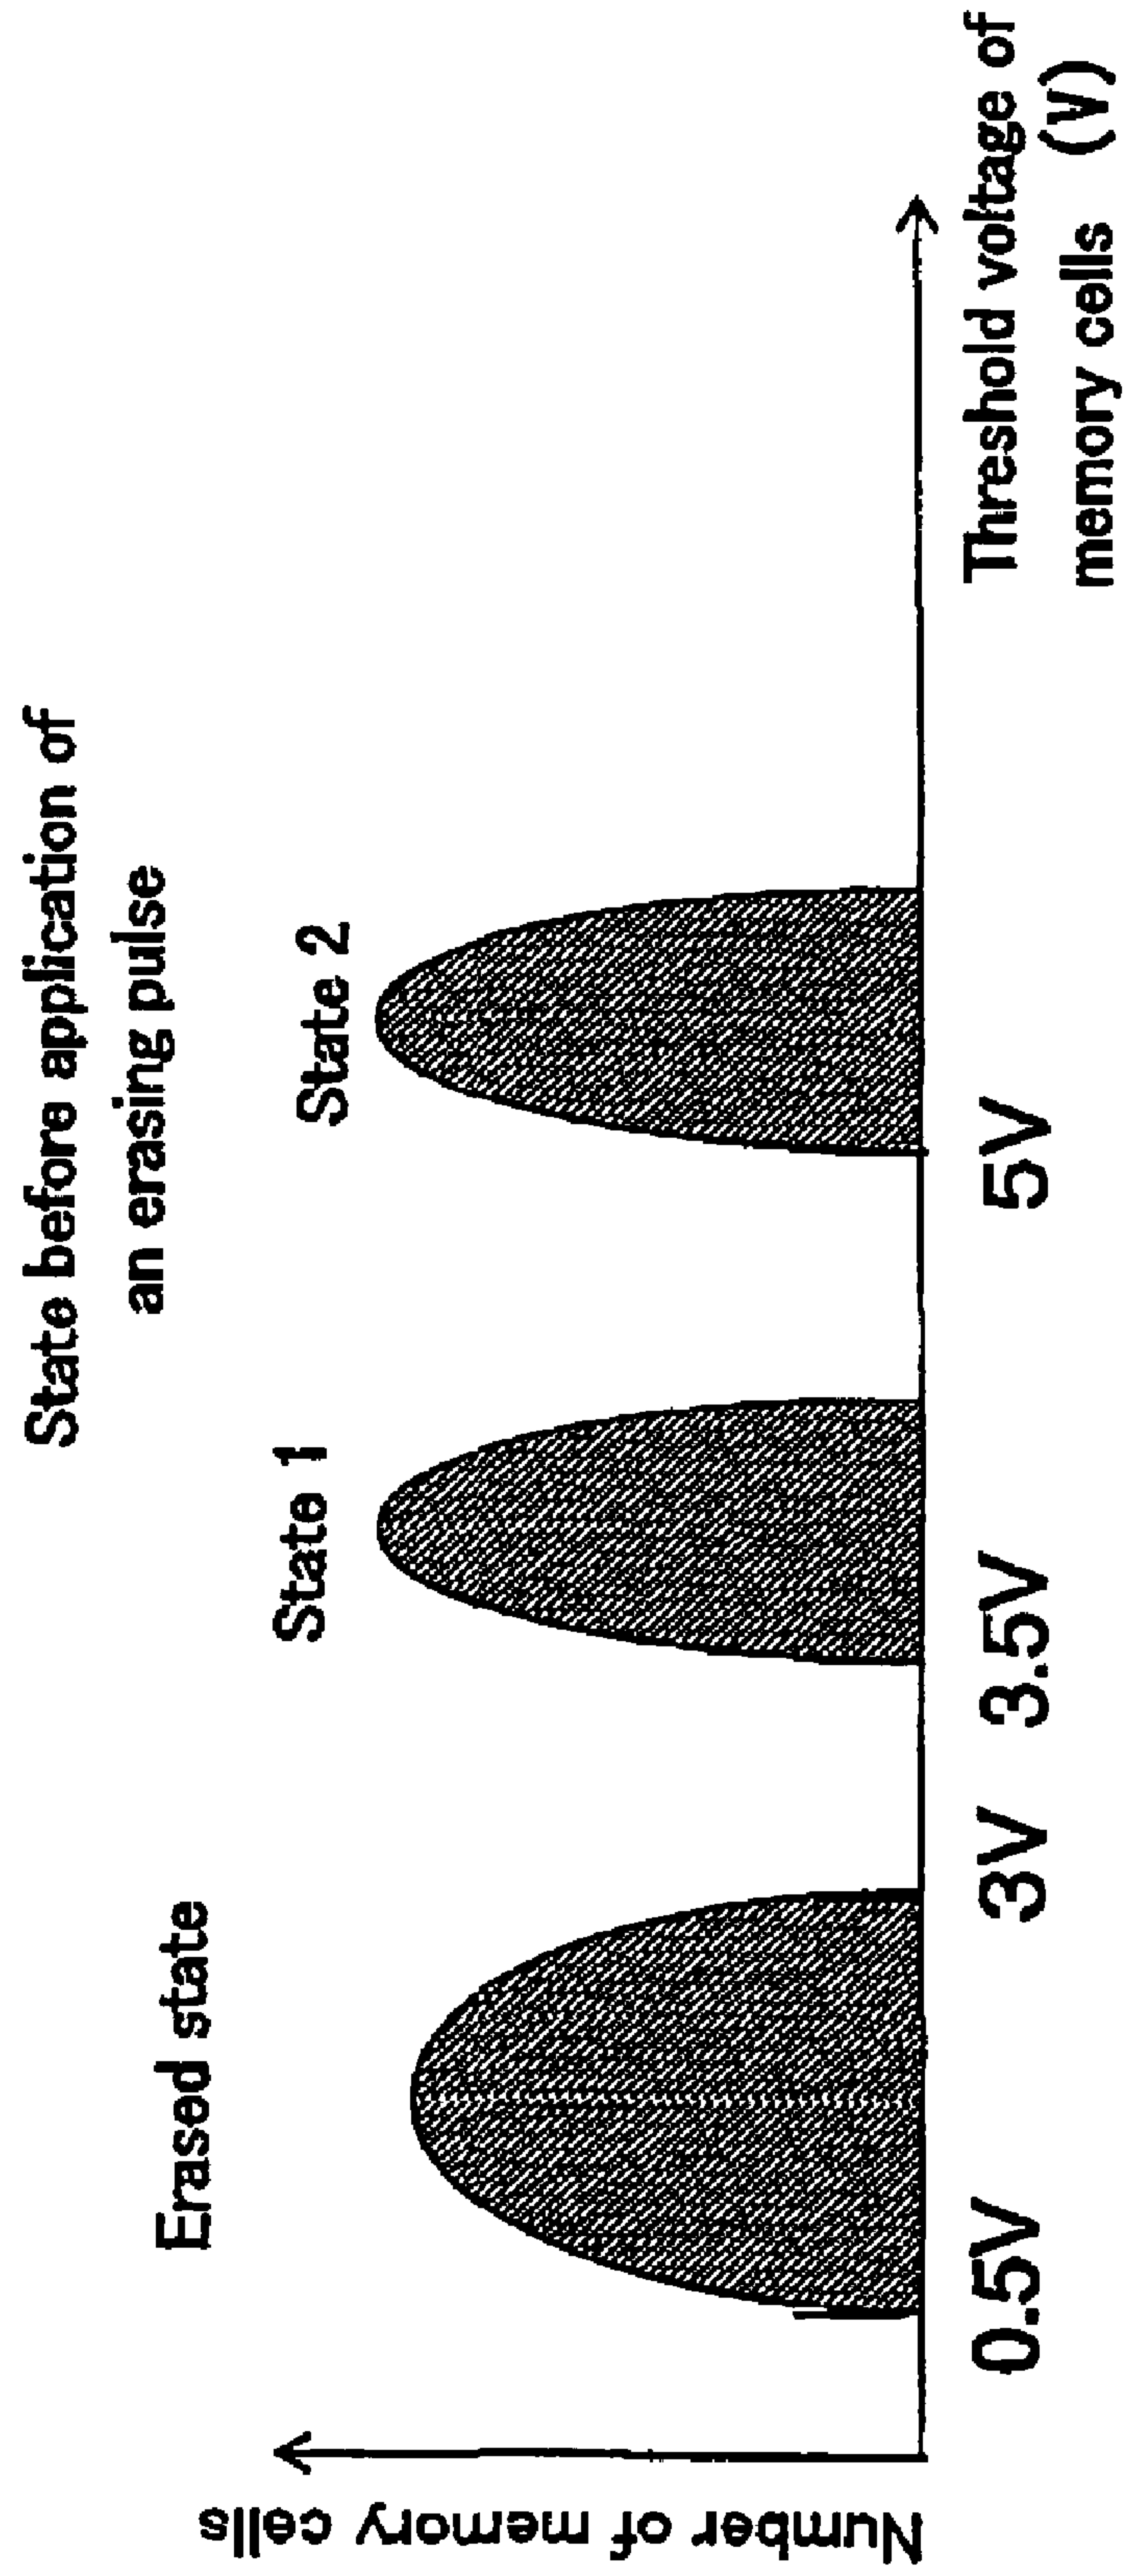 State before application of
an erasing pulse
Erased state
State 1
State 2
Number of memory cells
0.5V
3V
3.5V
5V
Threshold voltage of
memory cells (V)